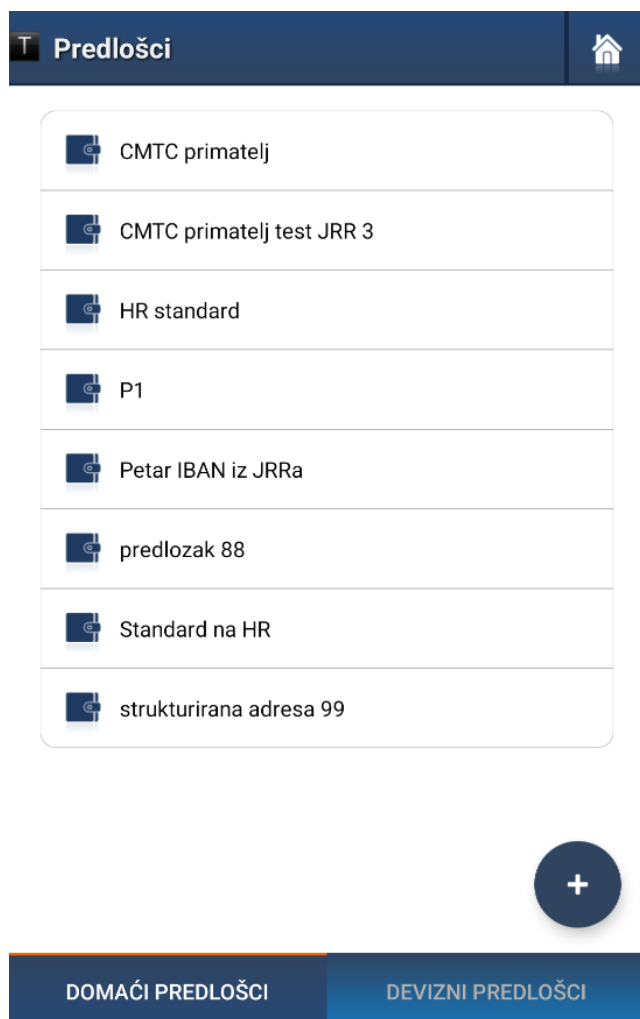 T Predlošci
CMTC primatelj
CMTC primatelj test JRR 3
HR standard
P1
Petar IBAN iz JRRa
predlozak 88
Standard na HR
strukturirana adresa 99
+
DOMAĆI PREDLOŠCI DEVIZNI PREDLOŠCI